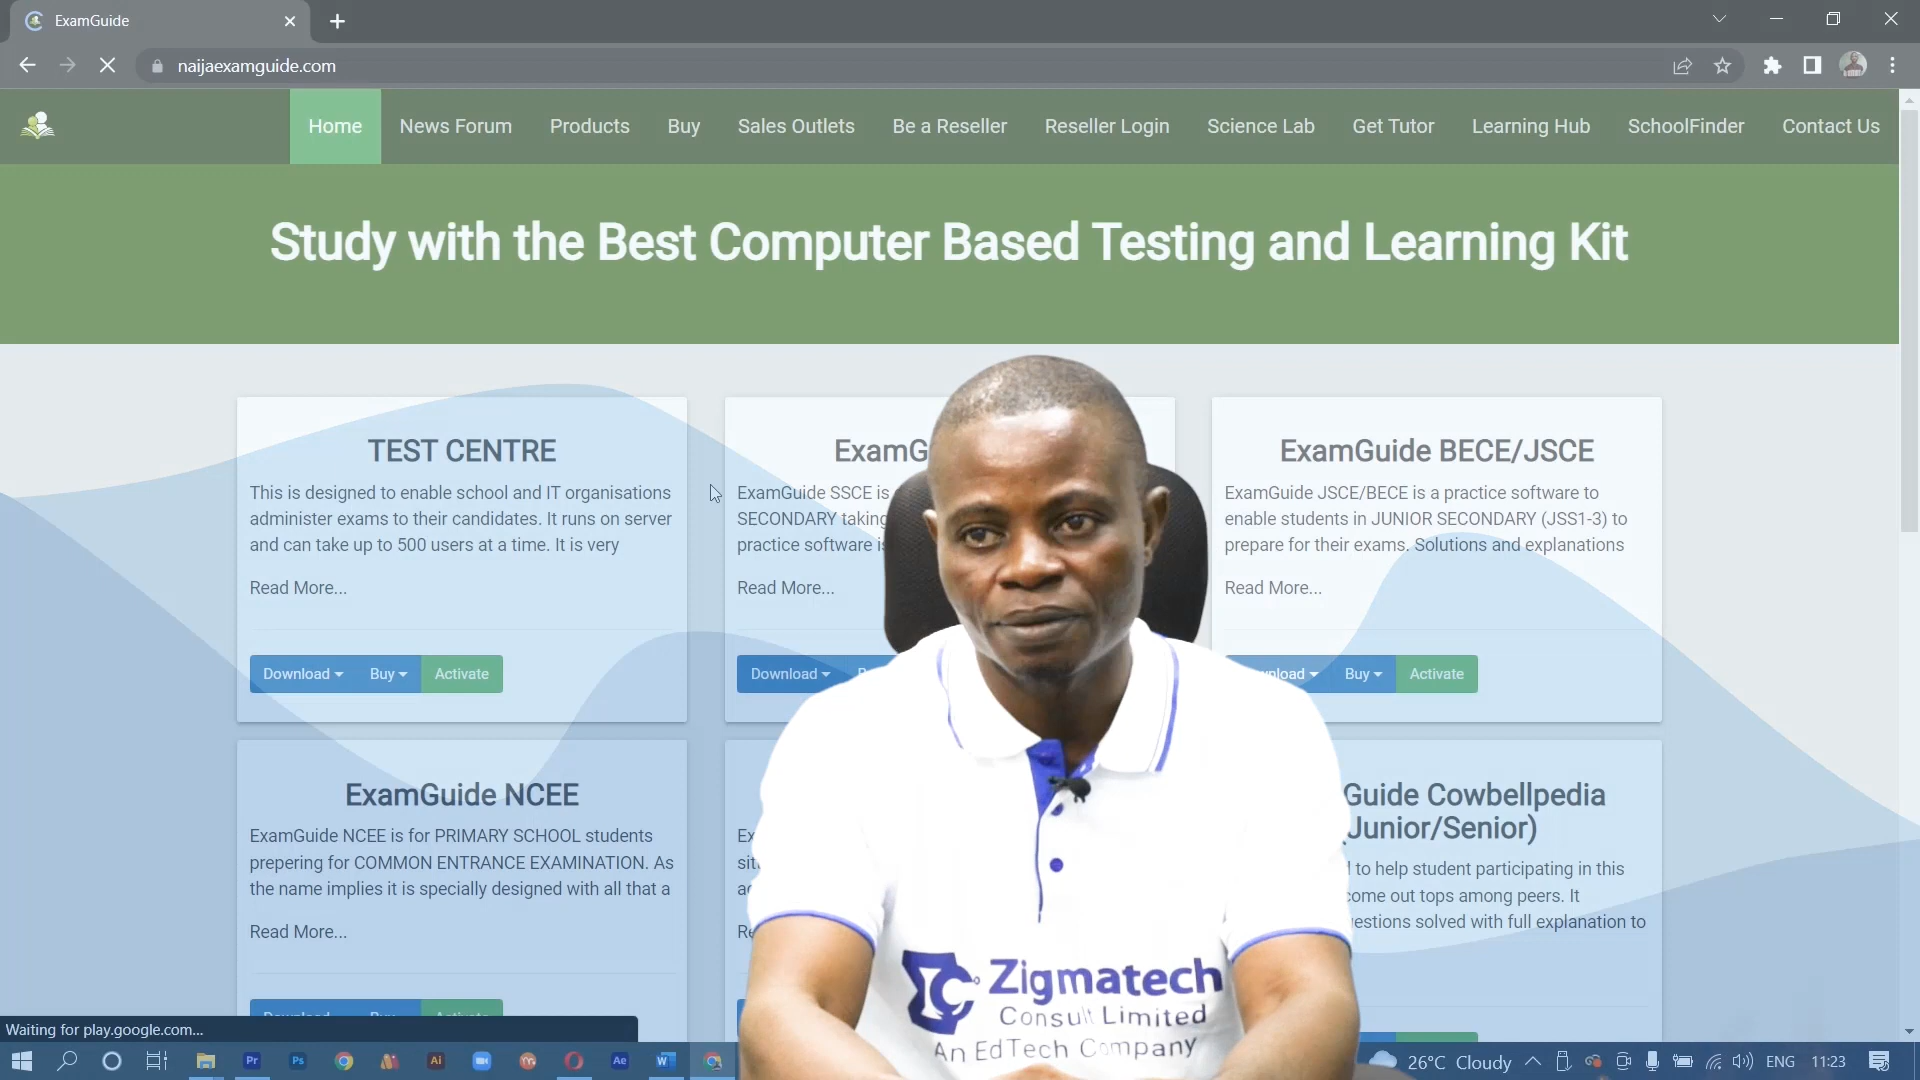 ExamGuide
naijaexamguide.com
Home News Forum Products Buy Sales Outlets Be a Reseller Reseller Login Science Lab Get Tutor Learning Hub SchoolFinder Contact Us
Study with the Best Computer Based Testing and Learning Kit
TEST CENTRE
This is designed to enable school and IT organisations
administer exams to their candidates. It runs on server
and can take up to 500 users at a time. It is very
Read More...
Download Buy Activate
ExamG
ExamGuide SSCE is
SECONDARY taking
practice software is
Read More...
Download
ExamGuide BECE/JSCE
ExamGuide JSCE/BECE is a practice software to
enable students in JUNIOR SECONDARY (JSS1-3) to
prepare for their exams. Solutions and explanations
Read More...
nload Buy Activate
ExamGuide NCEE
ExamGuide NCEE is for PRIMARY SCHOOL students
prepering for COMMON ENTRANCE EXAMINATION. As
the name implies it is specially designed with all that a
Read More...
Guide Cowbellpedia
(Junior/Senior)
to help student participating in this
come out tops among peers. It
estions solved with full explanation to
Zigmatech
Consult Limited
An EdTech Company
Waiting for play.google.com...
Pr Ps Ai Ae W 26°C Cloudy ENG 11:23